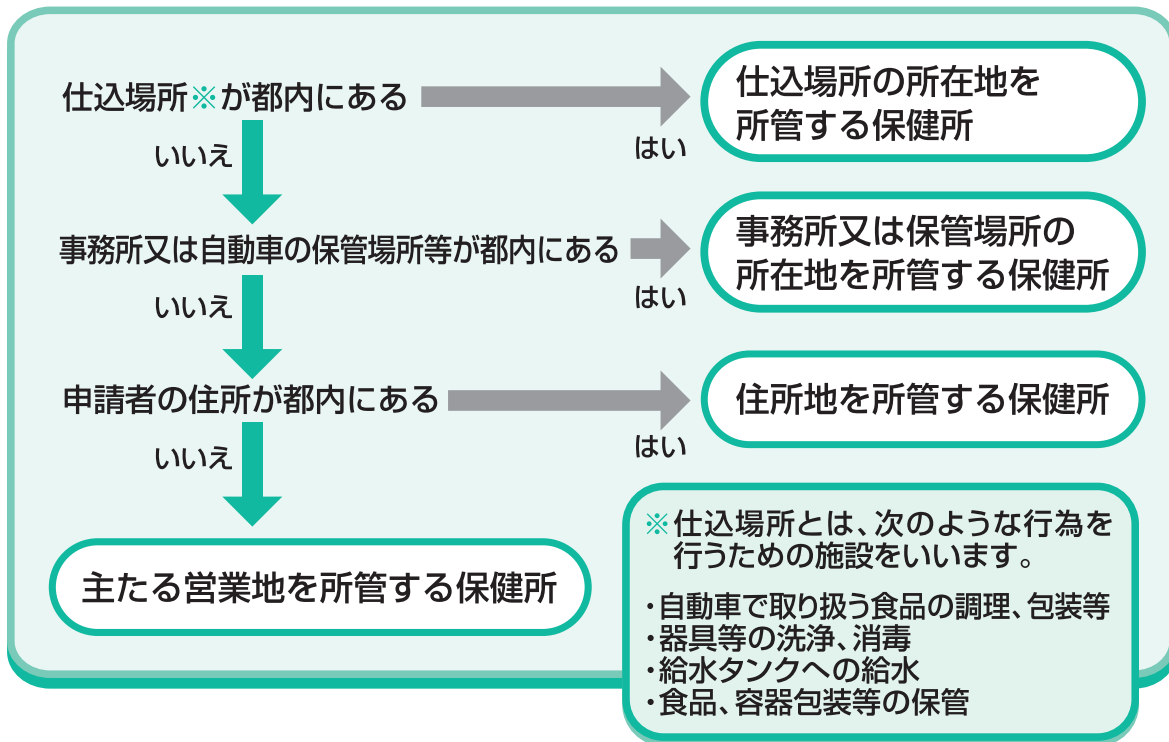 仕込場所※が都内にある
はい
仕込場所の所在地を
所管する保健所
いいえ
事務所又は自動車の保管場所等が都内にある
はい
事務所又は保管場所の
所在地を所管する保健所
いいえ
申請者の住所が都内にある
はい
住所地を所管する保健所
いいえ
主たる営業地を所管する保健所
※仕込場所とは、次のような行為を
行うための施設をいいます。
・自動車で取り扱う食品の調理、包装等
・器具等の洗浄、消毒
・給水タンクへの給水
・食品、容器包装等の保管